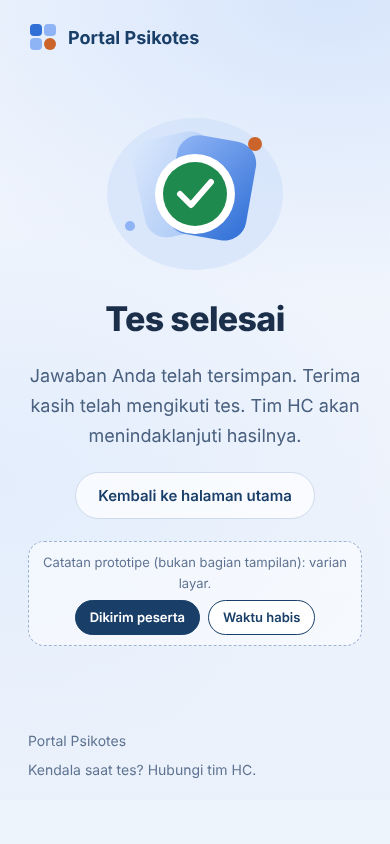 Portal Psikotes
Tes selesai
Jawaban Anda telah tersimpan. Terima
kasih telah mengikuti tes. Tim HC akan
menindaklanjuti hasilnya.
Kembali ke halaman utama
Catatan prototipe (bukan bagian tampilan): varian
layar.
Dikirim peserta
Waktu habis
Portal Psikotes
Kendala saat tes? Hubungi tim HC.